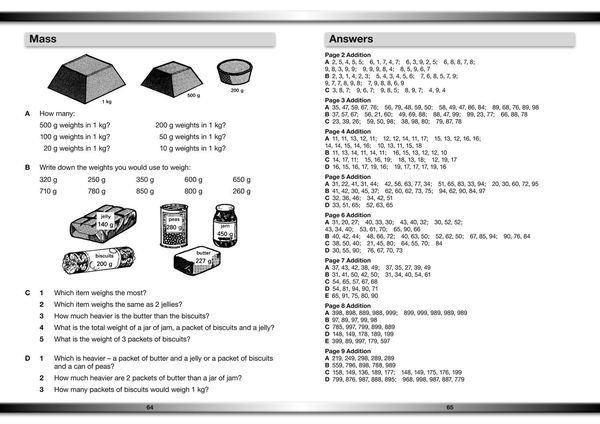 Mass
1 kg
500 g
200 g
A How many:
500 g weights in 1 kg? 200 g weights in 1 kg?
100 g weights in 1 kg? 50 g weights in 1 kg?
20 g weights in 1 kg? 10 g weights in 1 kg?
B Write down the weights you would use to weigh:
320 g 250 g 350 g 600 g 650 g
710 g 780 g 850 g 800 g 260 g
jelly
140 g
peas
280 g
jam
450 g
biscuits
200 g
butter
227 g
C 1 Which item weighs the most?
2 Which item weighs the same as 2 jellies?
3 How much heavier is the butter than the biscuits?
4 What is the total weight of a jar of jam, a packet of biscuits and a jelly?
5 What is the weight of 3 packets of biscuits?
D 1 Which is heavier – a packet of butter and a jelly or a packet of biscuits
and a can of peas?
2 How much heavier are 2 packets of butter than a jar of jam?
3 How many packets of biscuits would weigh 1 kg?
64
Answers
Page 2 Addition
A 2, 5, 4, 5, 5; 6, 1, 7, 4, 7; 6, 3, 9, 2, 5; 6, 8, 8, 7, 8;
9, 8, 3, 9, 9; 9, 9, 9, 8, 4; 8, 5, 9, 6, 7
B 2, 3, 1, 4, 2, 3; 5, 4, 3, 4, 5, 6; 7, 6, 8, 5, 7, 9;
9, 7, 7, 8, 9, 8; 7, 9, 8, 8, 6, 9
C 3, 8, 7; 9, 6, 7; 9, 8, 5; 8, 9, 7; 4, 9, 4
Page 3 Addition
A 35, 47, 59, 67, 76; 56, 79, 48, 59, 50; 58, 49, 47, 86, 84; 89, 68, 76, 89, 98
B 37, 57, 67; 56, 21, 60; 49, 69, 88; 88, 47, 99; 99, 23, 77; 66, 88, 78
C 23, 39, 26; 59, 50, 98; 38, 98, 80; 79, 87, 78
Page 4 Addition
A 11, 11, 13, 12, 11; 12, 12, 14, 11, 17; 15, 13, 12, 16, 16;
14, 14, 15, 14, 16; 10, 13, 11, 15, 18
B 11, 13, 14, 11, 14, 11; 16, 15, 13, 12, 12, 10
C 14, 17, 11; 15, 16, 19; 18, 13, 18; 12, 19, 17
D 16, 15, 16, 17, 19, 16; 19, 17, 17, 17, 19, 16
Page 5 Addition
A 31, 22, 41, 31, 44; 42, 56, 63, 77, 34; 51, 65, 83, 33, 94; 20, 30, 60, 72, 95
B 41, 42, 30, 45, 37; 62, 60, 62, 73, 75; 94, 62, 90, 84, 97
C 32, 36, 46; 34, 42, 51
D 33, 51, 65; 52, 63, 65
Page 6 Addition
A 31, 20, 27; 40, 33, 30; 43, 40, 32; 30, 52, 52;
43, 34, 40; 53, 61, 70; 65, 90, 66
B 40, 42, 44; 48, 66, 72; 40, 63, 50; 52, 62, 50; 67, 85, 94; 90, 76, 84
C 38, 50, 40; 21, 45, 80; 64, 55, 70; 84
D 30, 55, 90; 76, 67, 70, 73
Page 7 Addition
A 37, 43, 42, 38, 49; 37, 35, 27, 39, 49
B 31, 41, 50, 42, 50; 31, 34, 40, 54, 61
C 54, 65, 57, 67, 68
D 54, 81, 94, 90, 71
E 65, 91, 75, 80, 90
Page 8 Addition
A 398, 898, 889, 988, 999; 899, 999, 989, 989, 989
B 97, 89, 97, 99, 98
C 785, 997, 799, 899, 889
D 148, 149, 178, 189, 199
E 399, 89, 997, 179, 597
Page 9 Addition
A 219, 249, 298, 289, 289
B 559, 796, 898, 788, 989
C 158, 149, 136, 189, 177; 148, 149, 175, 176, 199
D 799, 876, 987, 888, 895; 968, 998, 987, 887, 779
65